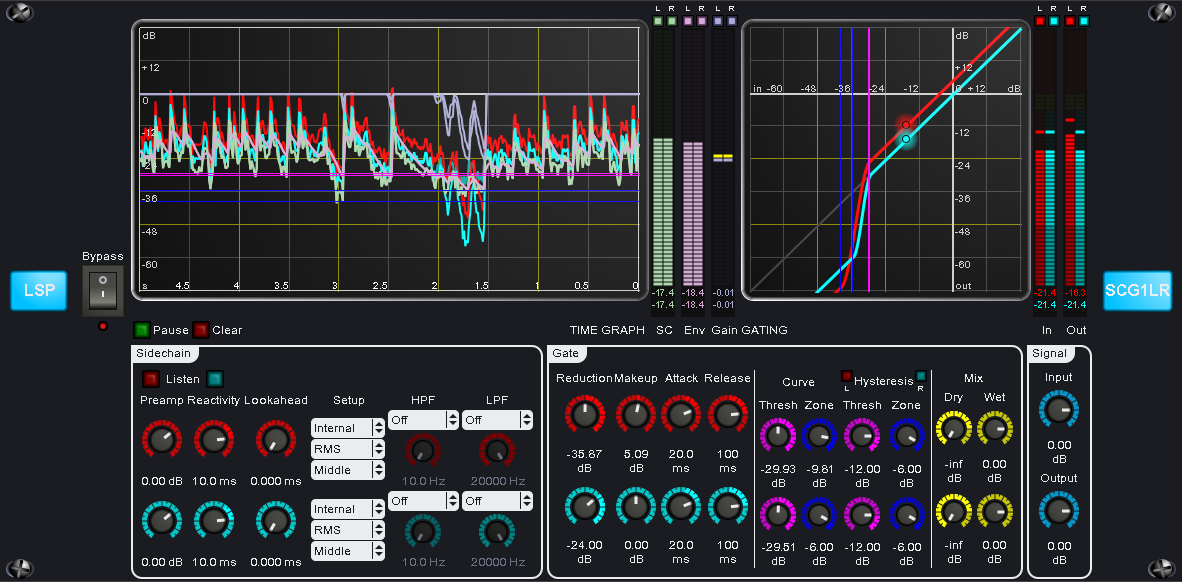 L R L R L R
L R L R
dB
+12
0
-12
-24
-36
-48
-60
s 4.5 4 3.5 3 2.5 2 1.5 1 0.5 0
dB
+12
in -60 -48 -36 -24 -12 0 +12 dB
-12
-24
-36
-48
-60
out
-17.4 -18.4 -0.01
-17.4 -18.4 -0.01
-21.4 -16.3
-21.4 -21.4
Bypass
LSP
SCG1LR
Pause Clear
TIME GRAPH SC Env Gain GATING
In Out
Sidechain
Listen
Preamp Reactivity Lookahead Setup HPF LPF
Internal
RMS
Middle
Off Off
0.00 dB 10.0 ms 0.000 ms 10.0 Hz 20000 Hz
Internal
RMS
Middle
Off Off
0.00 dB 10.0 ms 0.000 ms 10.0 Hz 20000 Hz
Gate
Reduction Makeup Attack Release
-35.87 5.09 20.0 100
dB dB ms ms
-24.00 0.00 20.0 100
dB dB ms ms
Curve L Hysteresis R
Thresh Zone Thresh Zone
-29.93 -9.81 -12.00 -6.00
dB dB dB dB
-29.51 -6.00 -12.00 -6.00
dB dB dB dB
Mix
Dry Wet
-inf 0.00
dB dB
-inf 0.00
dB dB
Signal
Input
0.00
dB
Output
0.00
dB